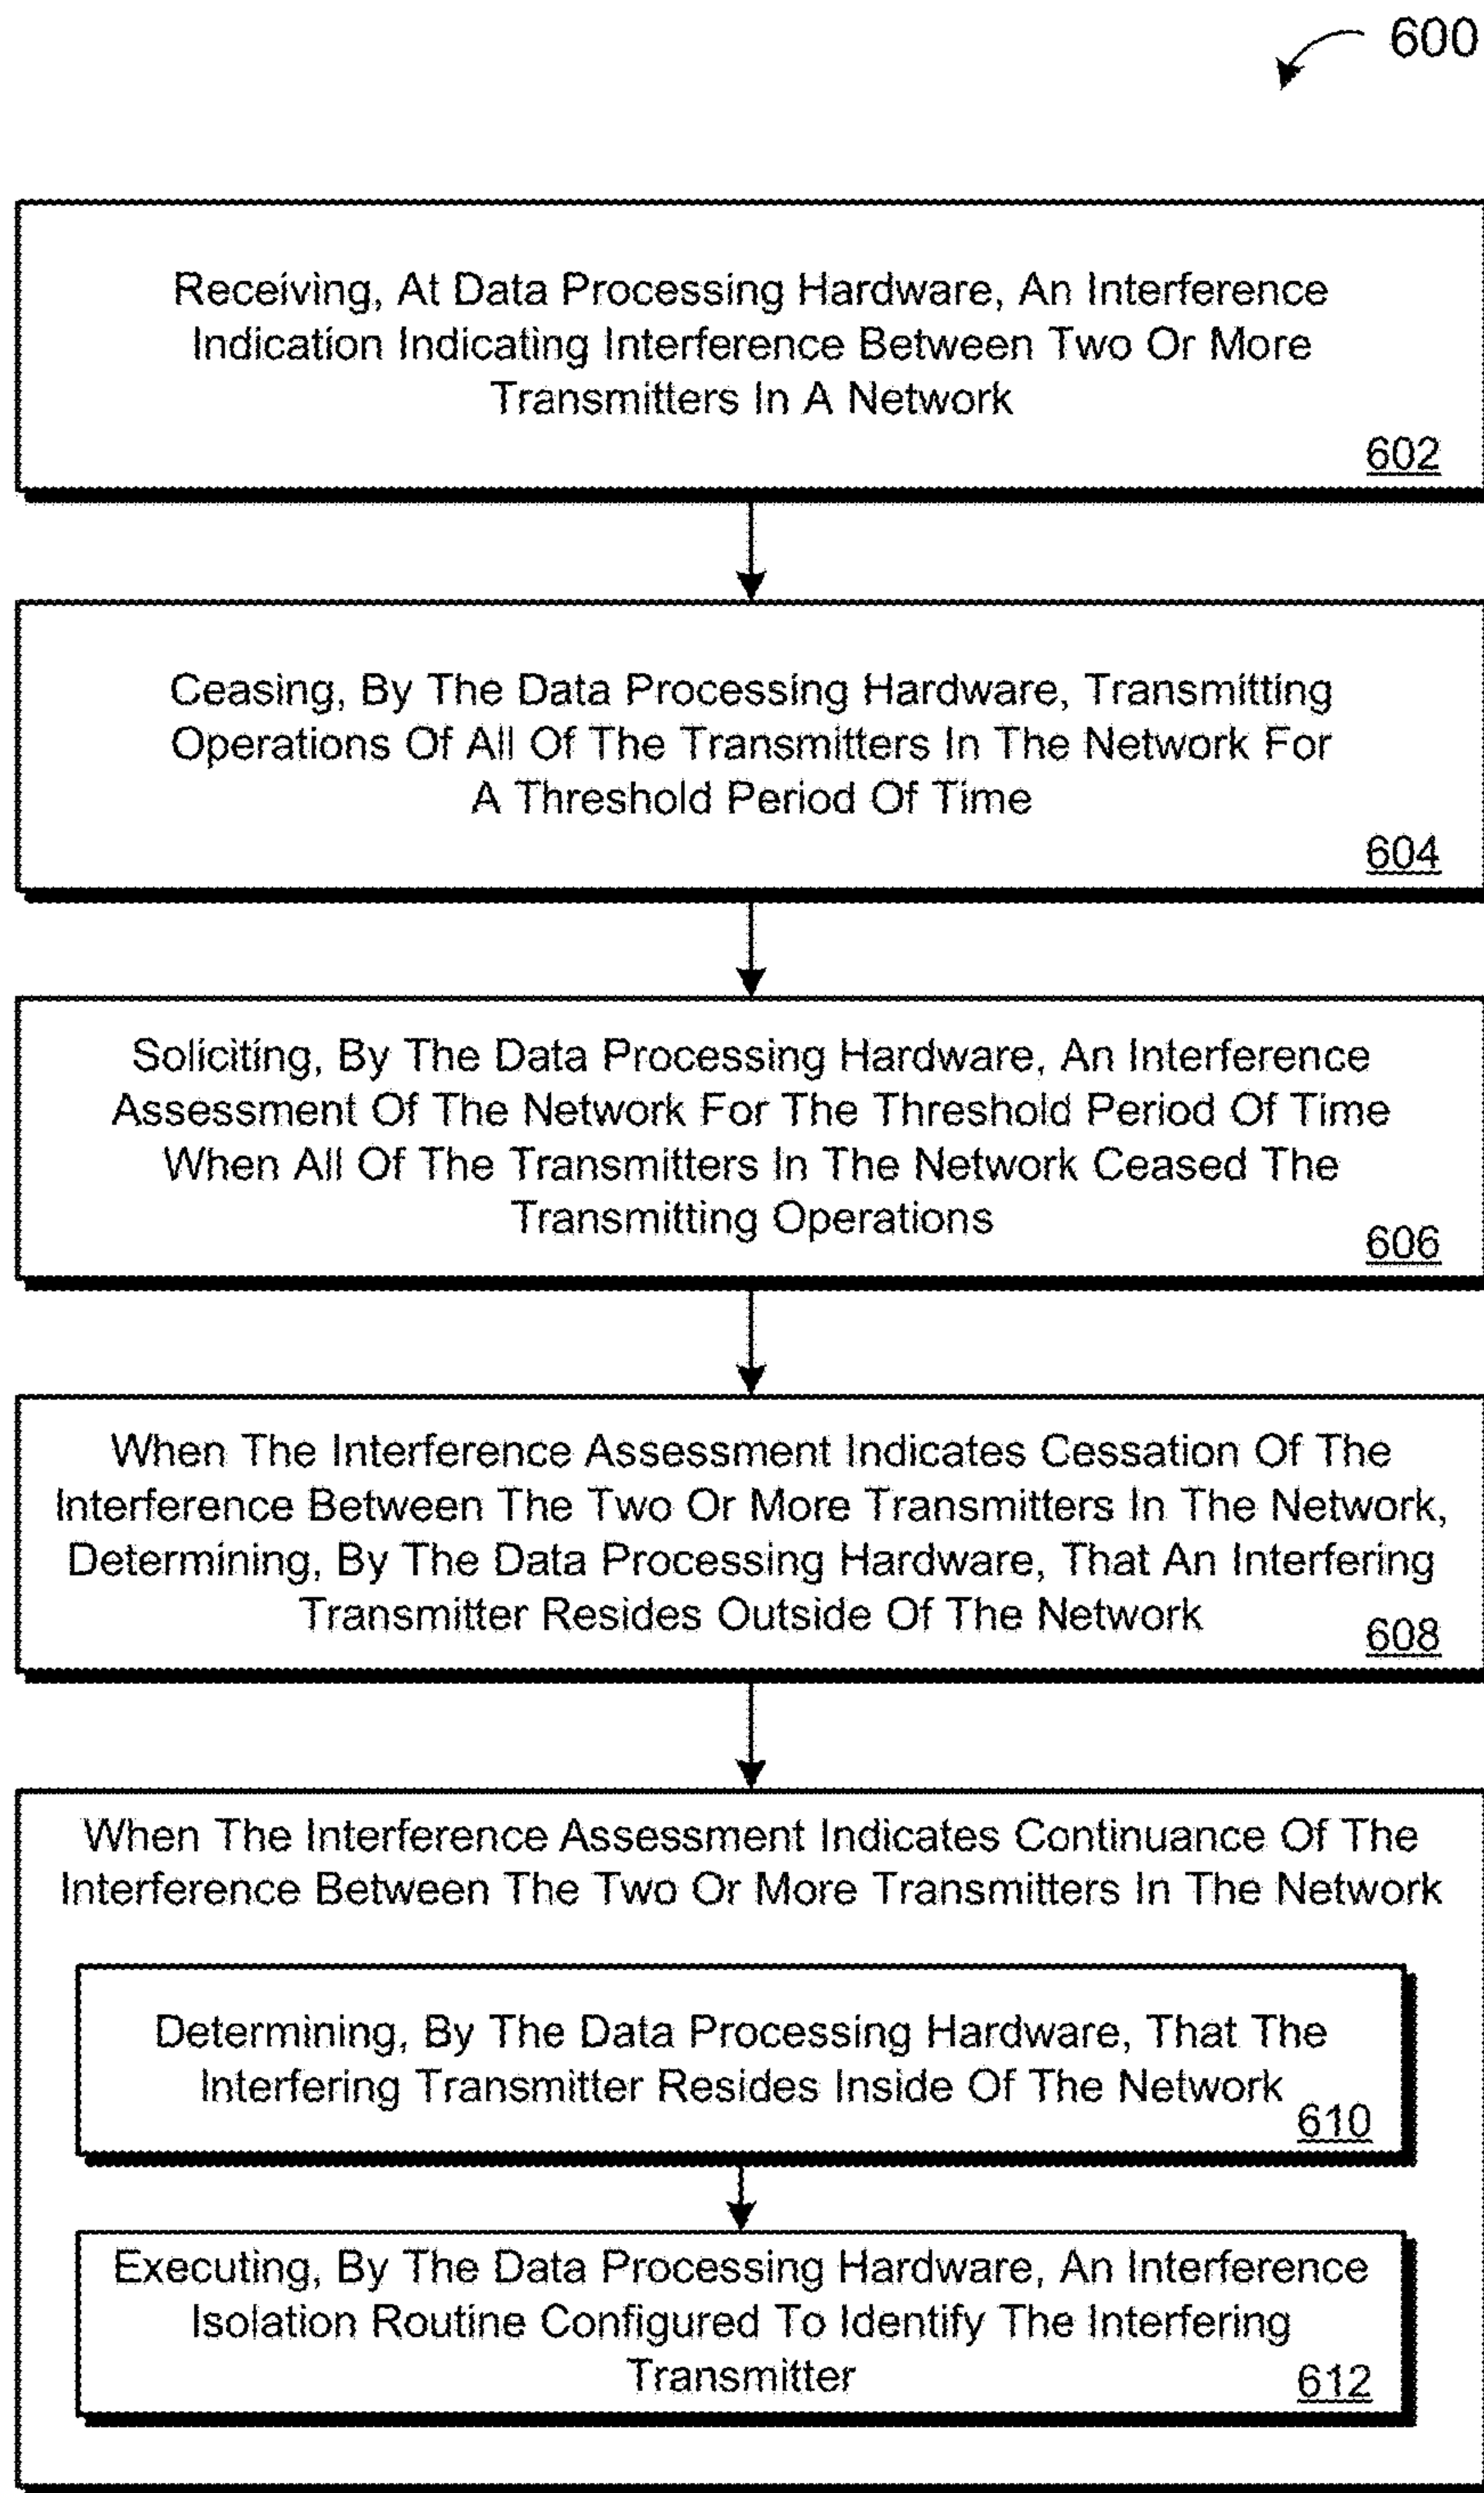 600
Receiving, At Data Processing Hardware, An Interference
Indication Indicating Interference Between Two Or More
Transmitters In A Network
602
Ceasing, By The Data Processing Hardware, Transmitting
Operations Of All Of The Transmitters In The Network For
A Threshold Period Of Time
604
Soliciting, By The Data Processing Hardware, An Interference
Assessment Of The Network For The Threshold Period Of Time
When All Of The Transmitters In The Network Ceased The
Transmitting Operations
606
When The Interference Assessment Indicates Cessation Of The
Interference Between The Two Or More Transmitters In The Network,
Determining, By The Data Processing Hardware, That An Interfering
Transmitter Resides Outside Of The Network
608
When The Interference Assessment Indicates Continuance Of The
Interference Between The Two Or More Transmitters In The Network
Determining, By The Data Processing Hardware, That The
Interfering Transmitter Resides Inside Of The Network
610
Executing, By The Data Processing Hardware, An Interference
Isolation Routine Configured To Identify The Interfering
Transmitter
612